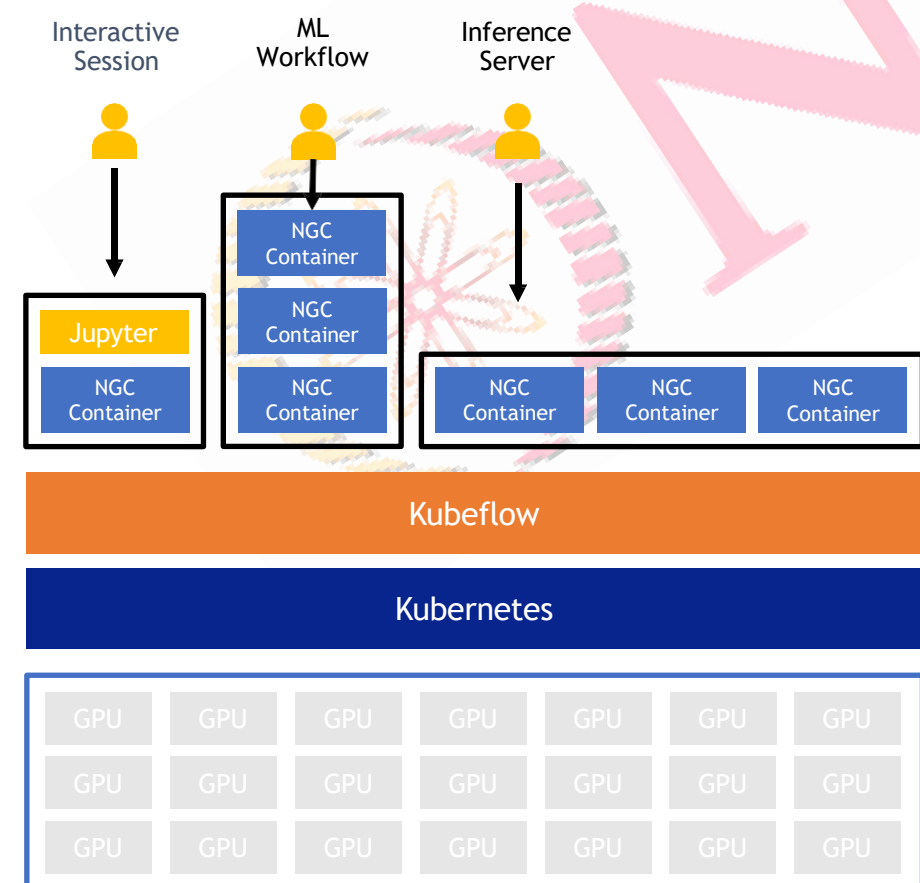 Interactive
Session
ML
Workflow
Inference
Server
NGC
Container
NGC
Container
NGC
Container
Jupyter
NGC
Container
NGC
Container
NGC
Container
NGC
Container
Kubeflow
Kubernetes
GPU GPU GPU GPU GPU GPU GPU
GPU GPU GPU GPU GPU GPU GPU
GPU GPU GPU GPU GPU GPU GPU